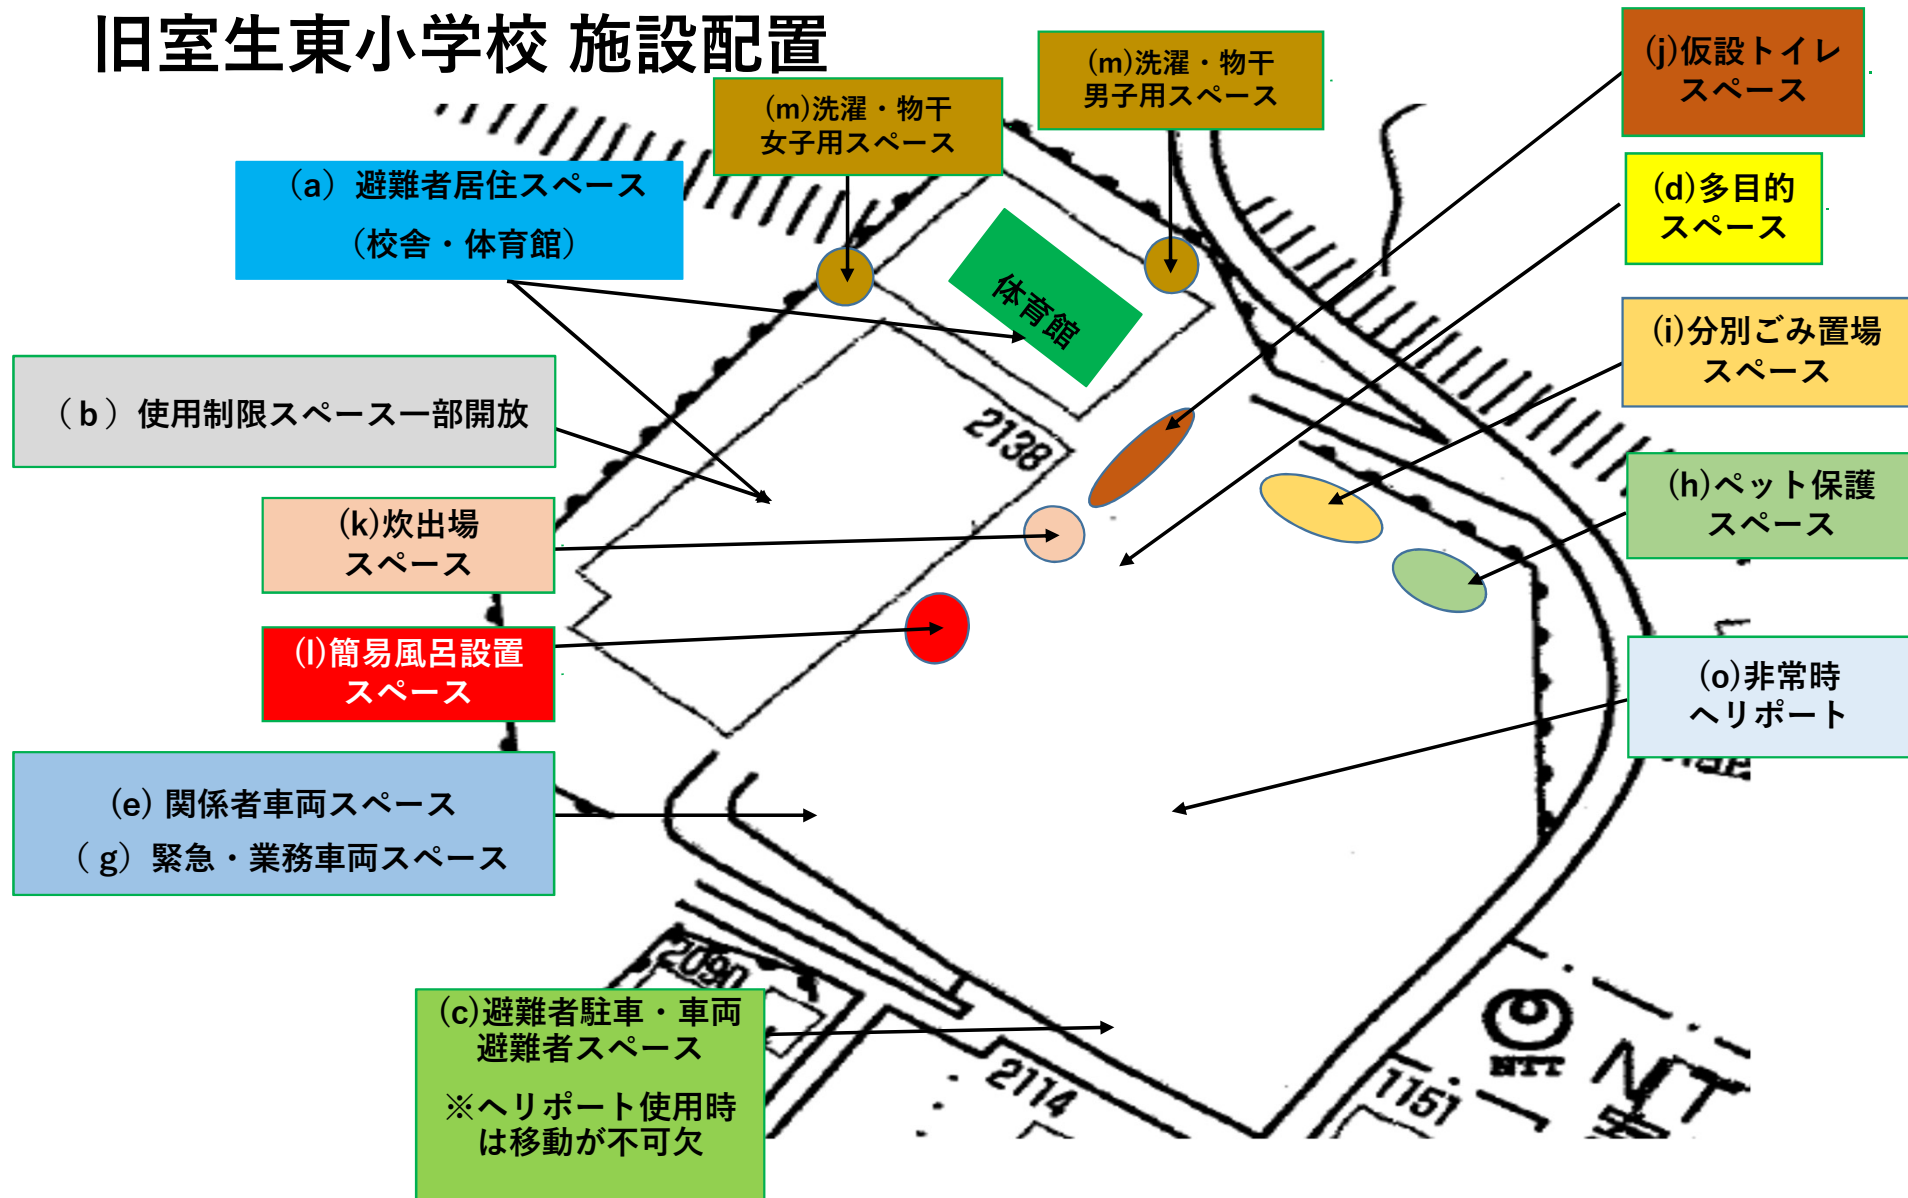 旧室生東小学校 施設配置
(m)洗濯・物干
女子用スペース
(m)洗濯・物干
男子用スペース
(j)仮設トイレ
スペース
(a) 避難者居住スペース
(校舎・体育館)
(d)多目的
スペース
体育館
(i)分別ごみ置場
スペース
(b) 使用制限スペース一部開放
2138
(h)ペット保護
スペース
(k)炊出場
スペース
(l)簡易風呂設置
スペース
(o)非常時
ヘリポート
(e) 関係者車両スペース
(g) 緊急・業務車両スペース
2090
(c)避難者駐車・車両
避難者スペース
※ヘリポート使用時
は移動が不可欠
2114
1151
NTT
NT